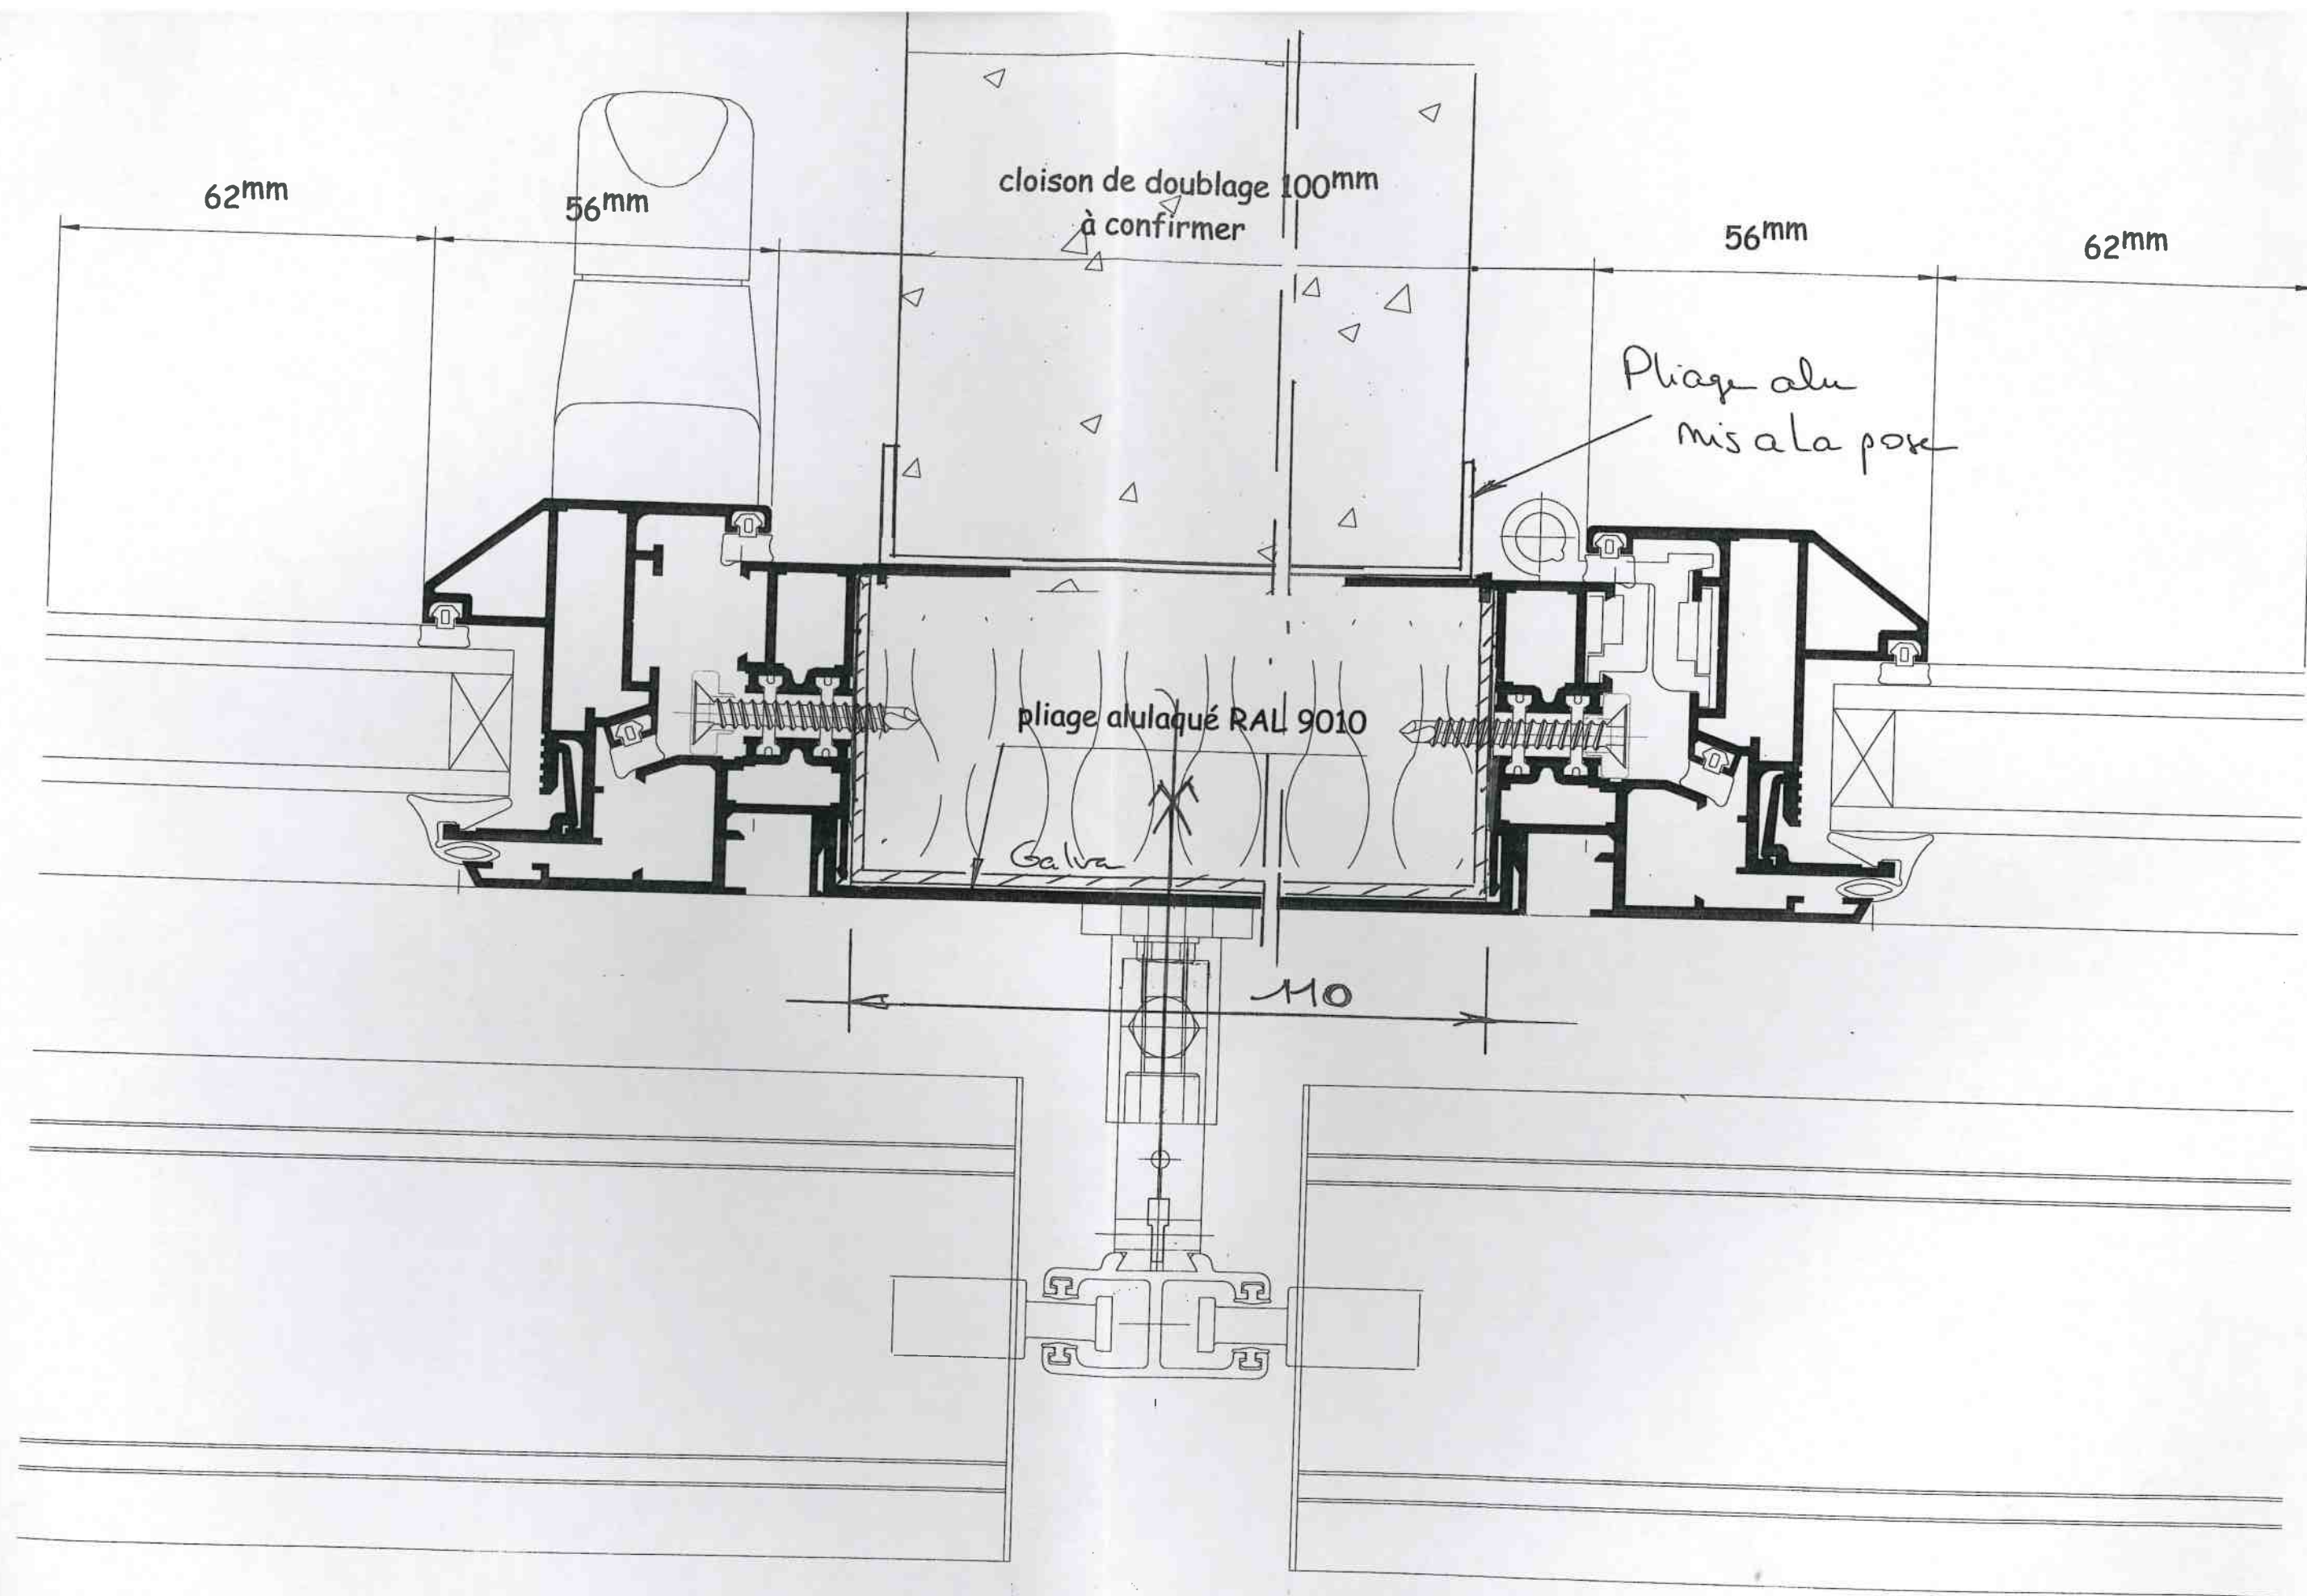 62mm
56mm
cloison de doublage 100mm
à confirmer
56mm
62mm
Pliage alu
mis a la pose
pliage alulaqué RAL 9010
Galva
110